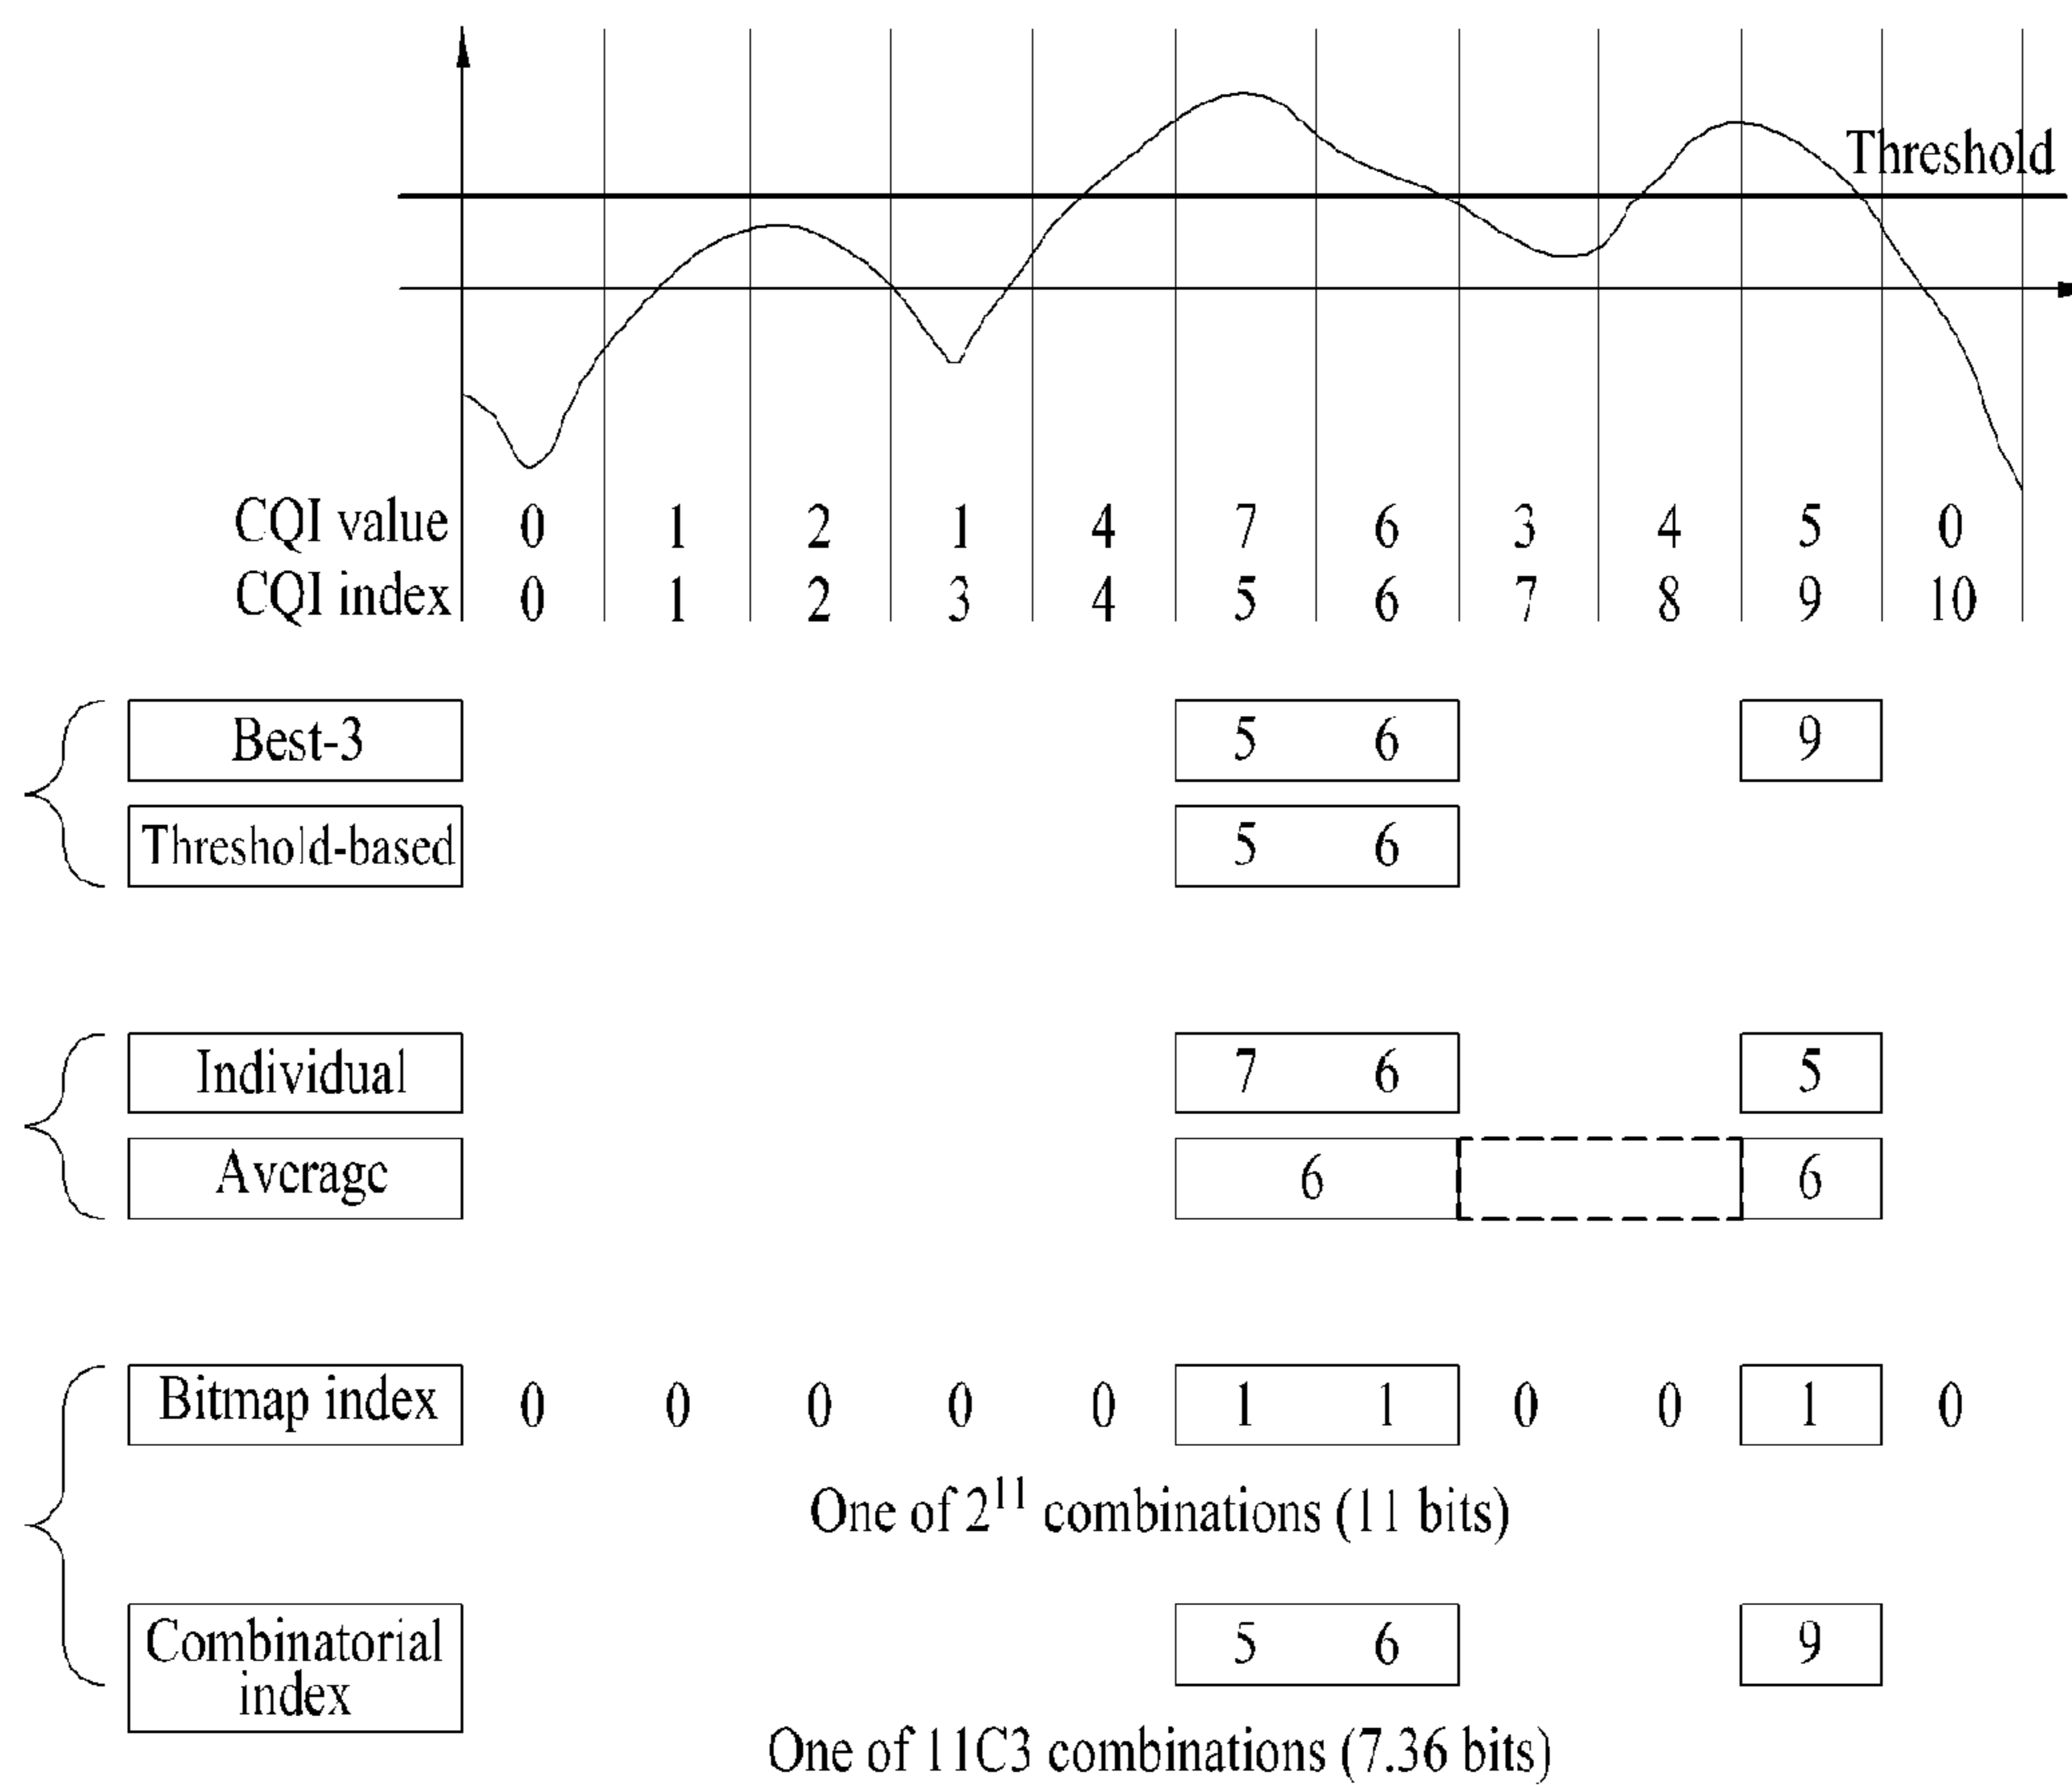 Threshold
CQI value 0 1 2 1 4 7 6 3 4 5 0
CQI index 0 1 2 3 4 5 6 7 8 9 10
Best-3 5 6 9
Threshold-based 5 6
Individual 7 6 5
Average 6 6
Bitmap index 0 0 0 0 0 1 1 0 0 1 0
One of 2¹¹ combinations (11 bits)
Combinatorial
index
5 6 9
One of 11C3 combinations (7.36 bits)